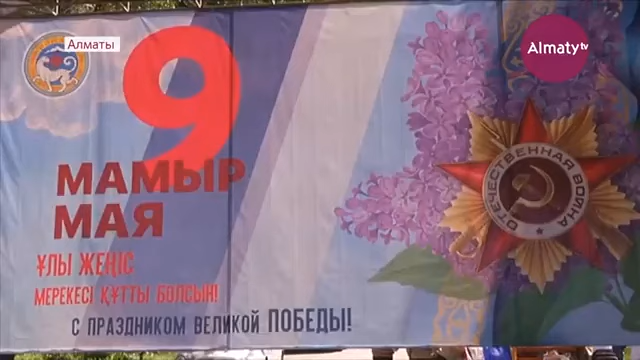 Алматы
Almaty tv
9
МАМЫР
МАЯ
ҰЛЫ ЖЕҢІС
МЕРЕКЕСІ ҚҰТТЫ БОЛСЫН!
С ПРАЗДНИКОМ ВЕЛИКОЙ ПОБЕДЫ!
ОТЕЧЕСТВЕННАЯ ВОЙНА